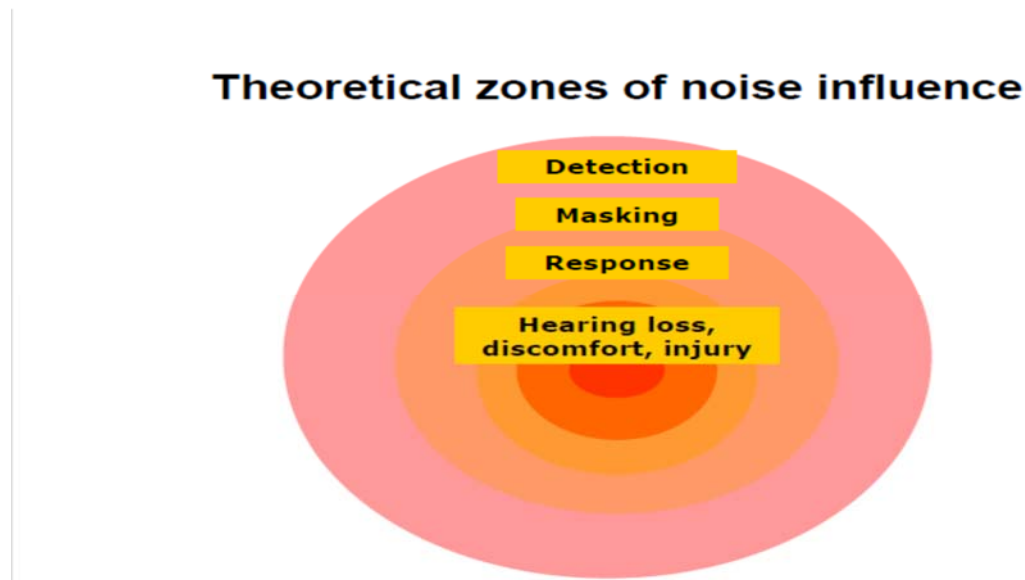 Theoretical zones of noise influence
Detection
Masking
Response
Hearing loss,
discomfort, injury